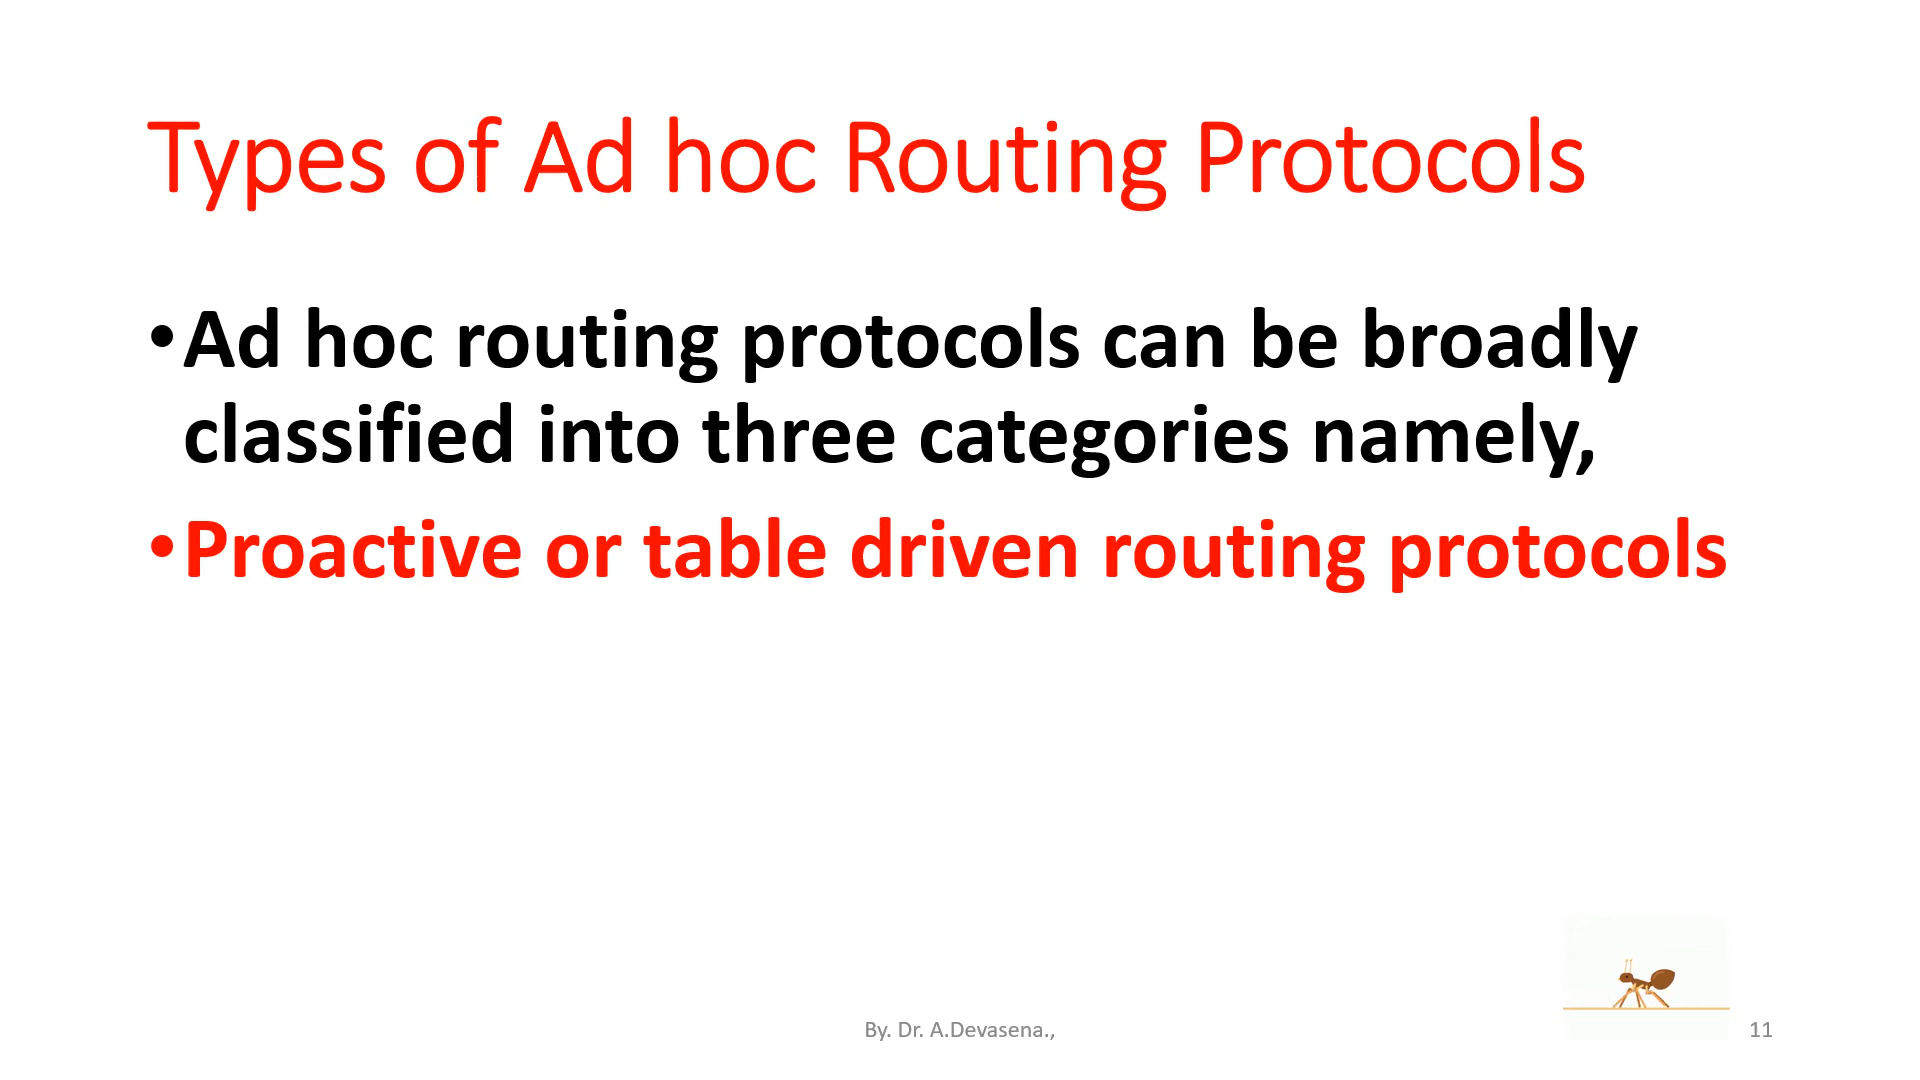 Types of Ad hoc Routing Protocols
•Ad hoc routing protocols can be broadly
classified into three categories namely,
•Proactive or table driven routing protocols
By. Dr. A.Devasena.,
11